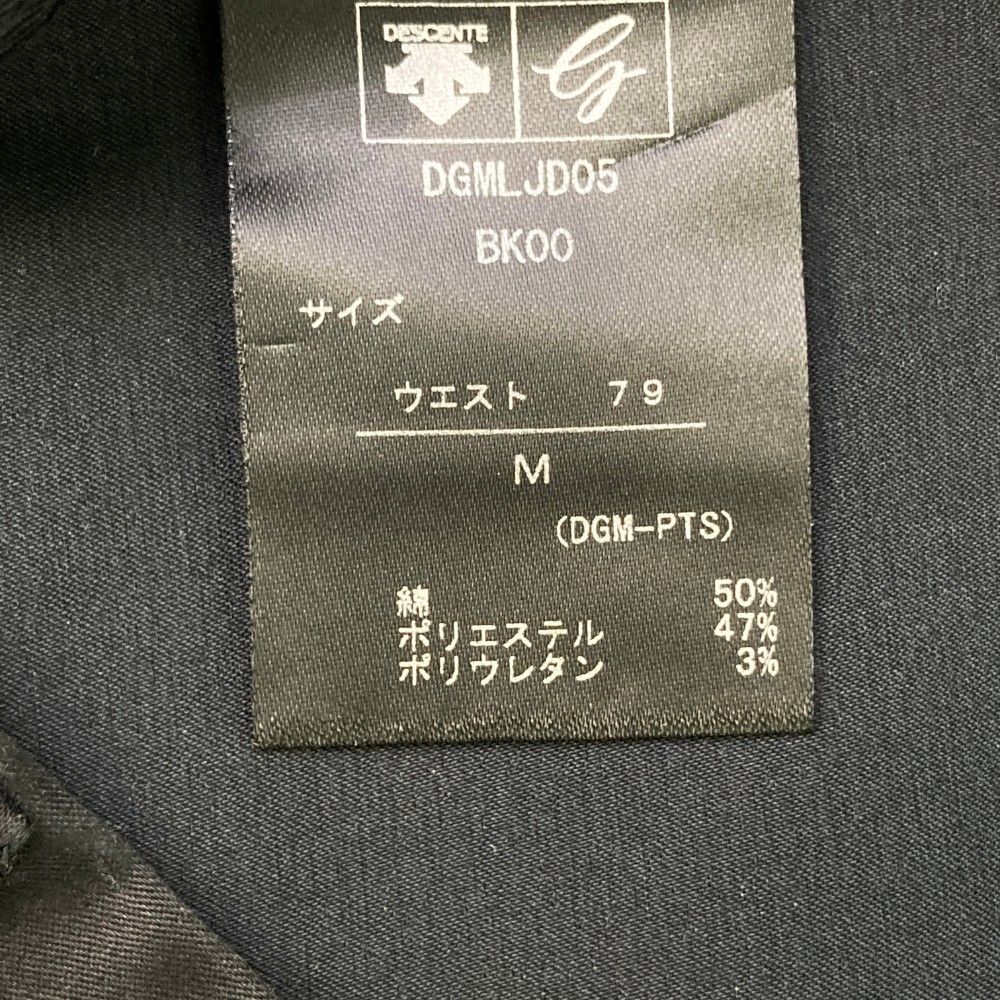 DESCENTE G
DGMLJD05
BK00
サイズ
ウエスト 79
M
(DGM-PTS)
綿 50%
ポリエステル 47%
ポリウレタン 3%